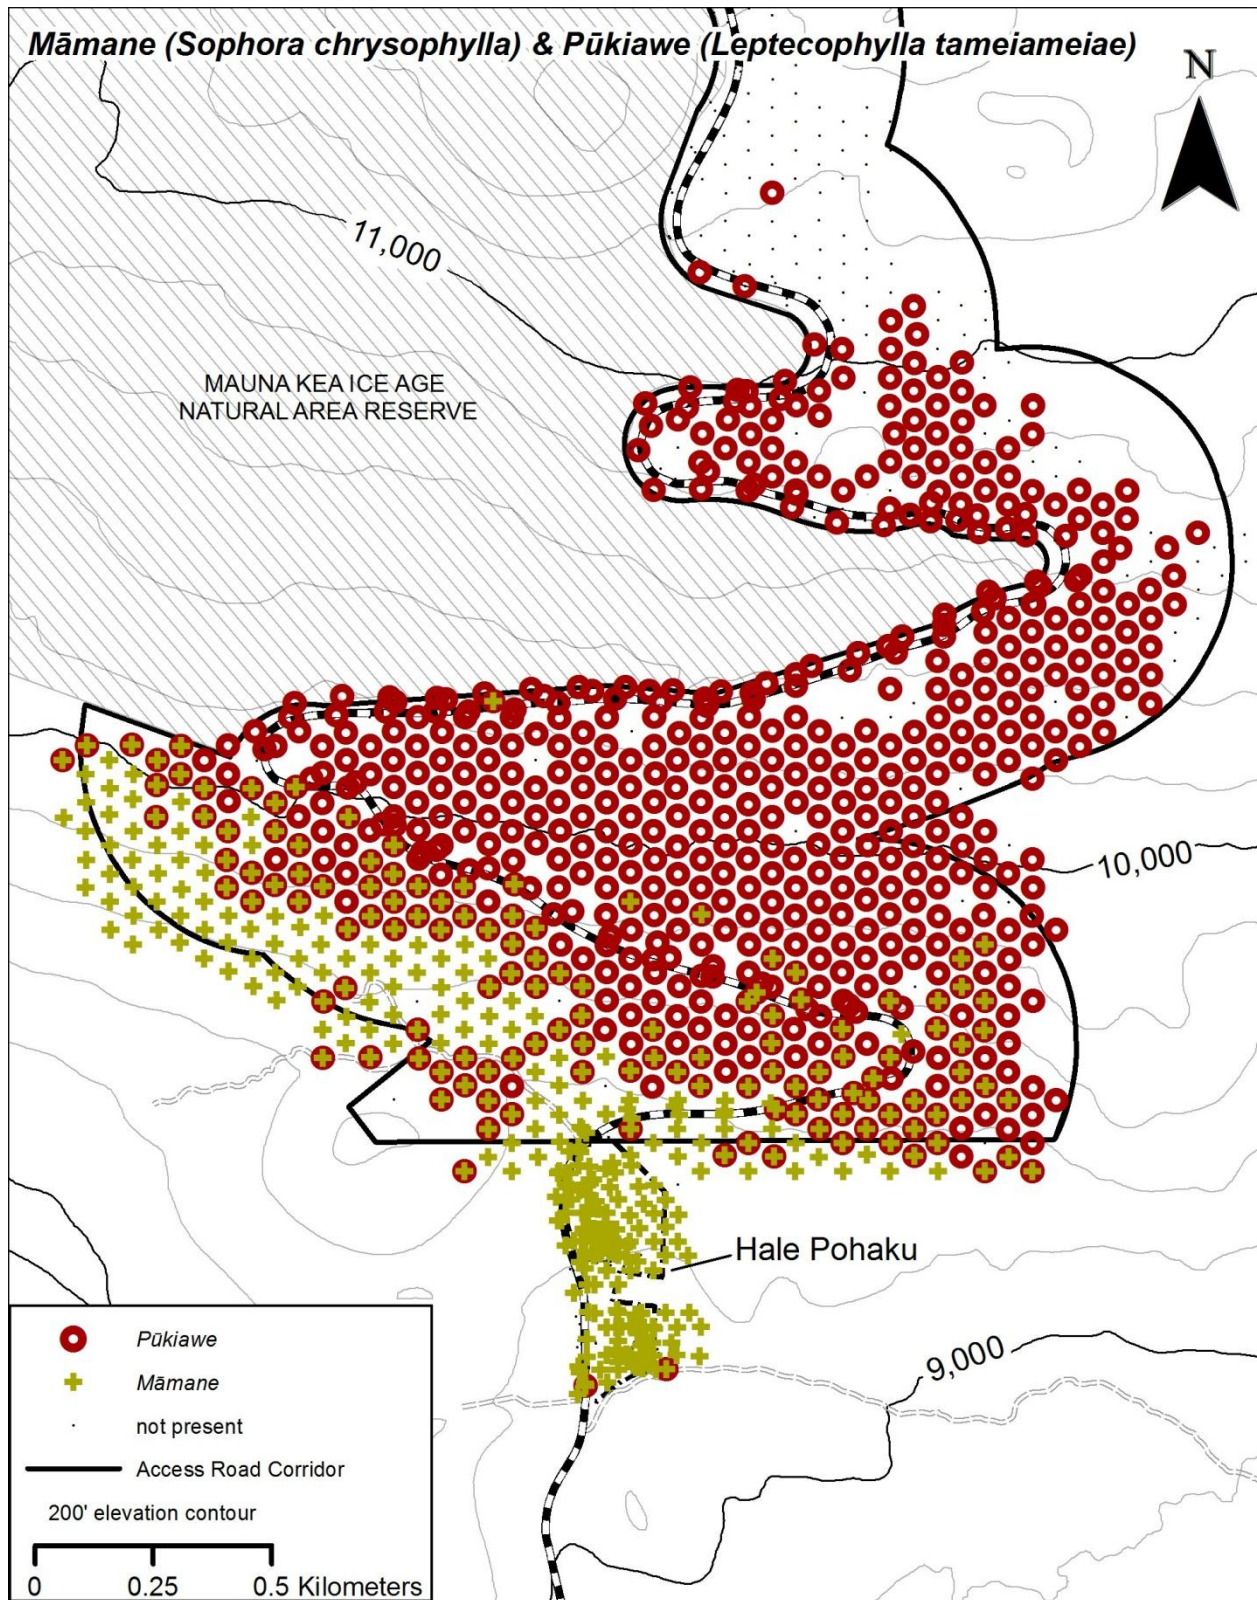 Māmane (Sophora chrysophylla) & Pūkiawe (Leptecophylla tameiameiae)
N
11,000
MAUNA KEA ICE AGE
NATURAL AREA RESERVE
10,000
Hale Pohaku
9,000
Pūkiawe
Māmane
not present
Access Road Corridor
200' elevation contour
0 0.25 0.5 Kilometers